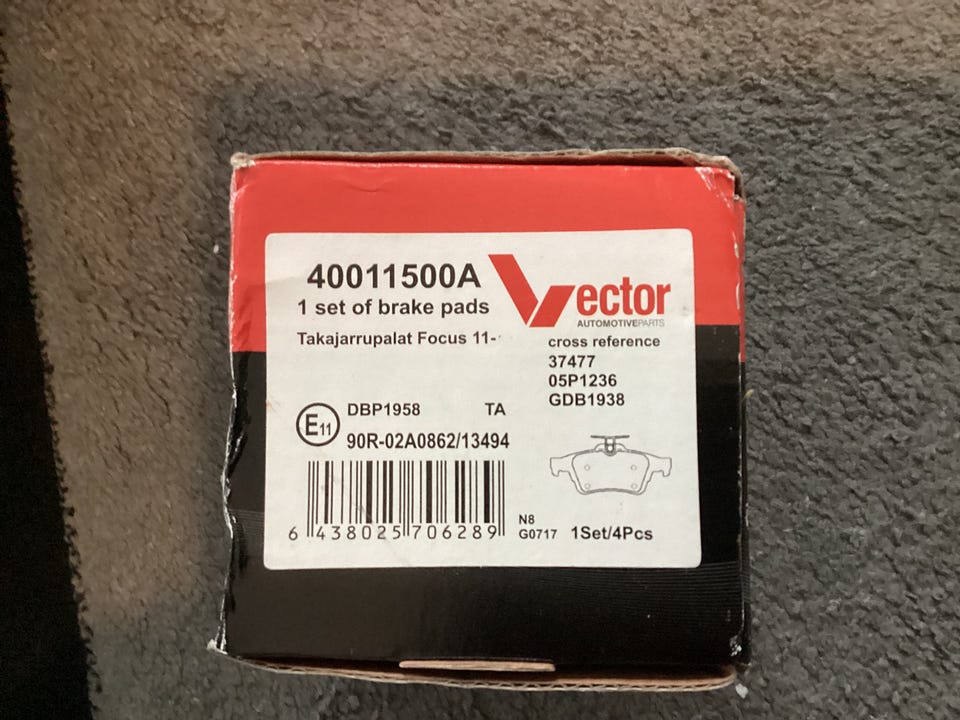 40011500A
1 set of brake pads
Takajarrupalat Focus 11-
Vector
AUTOMOTIVEPARTS
cross reference
37477
05P1236
GDB1938
E11
DBP1958 TA
90R-02A0862/13494
6 438025 706289
N8
G0717
1Set/4Pcs